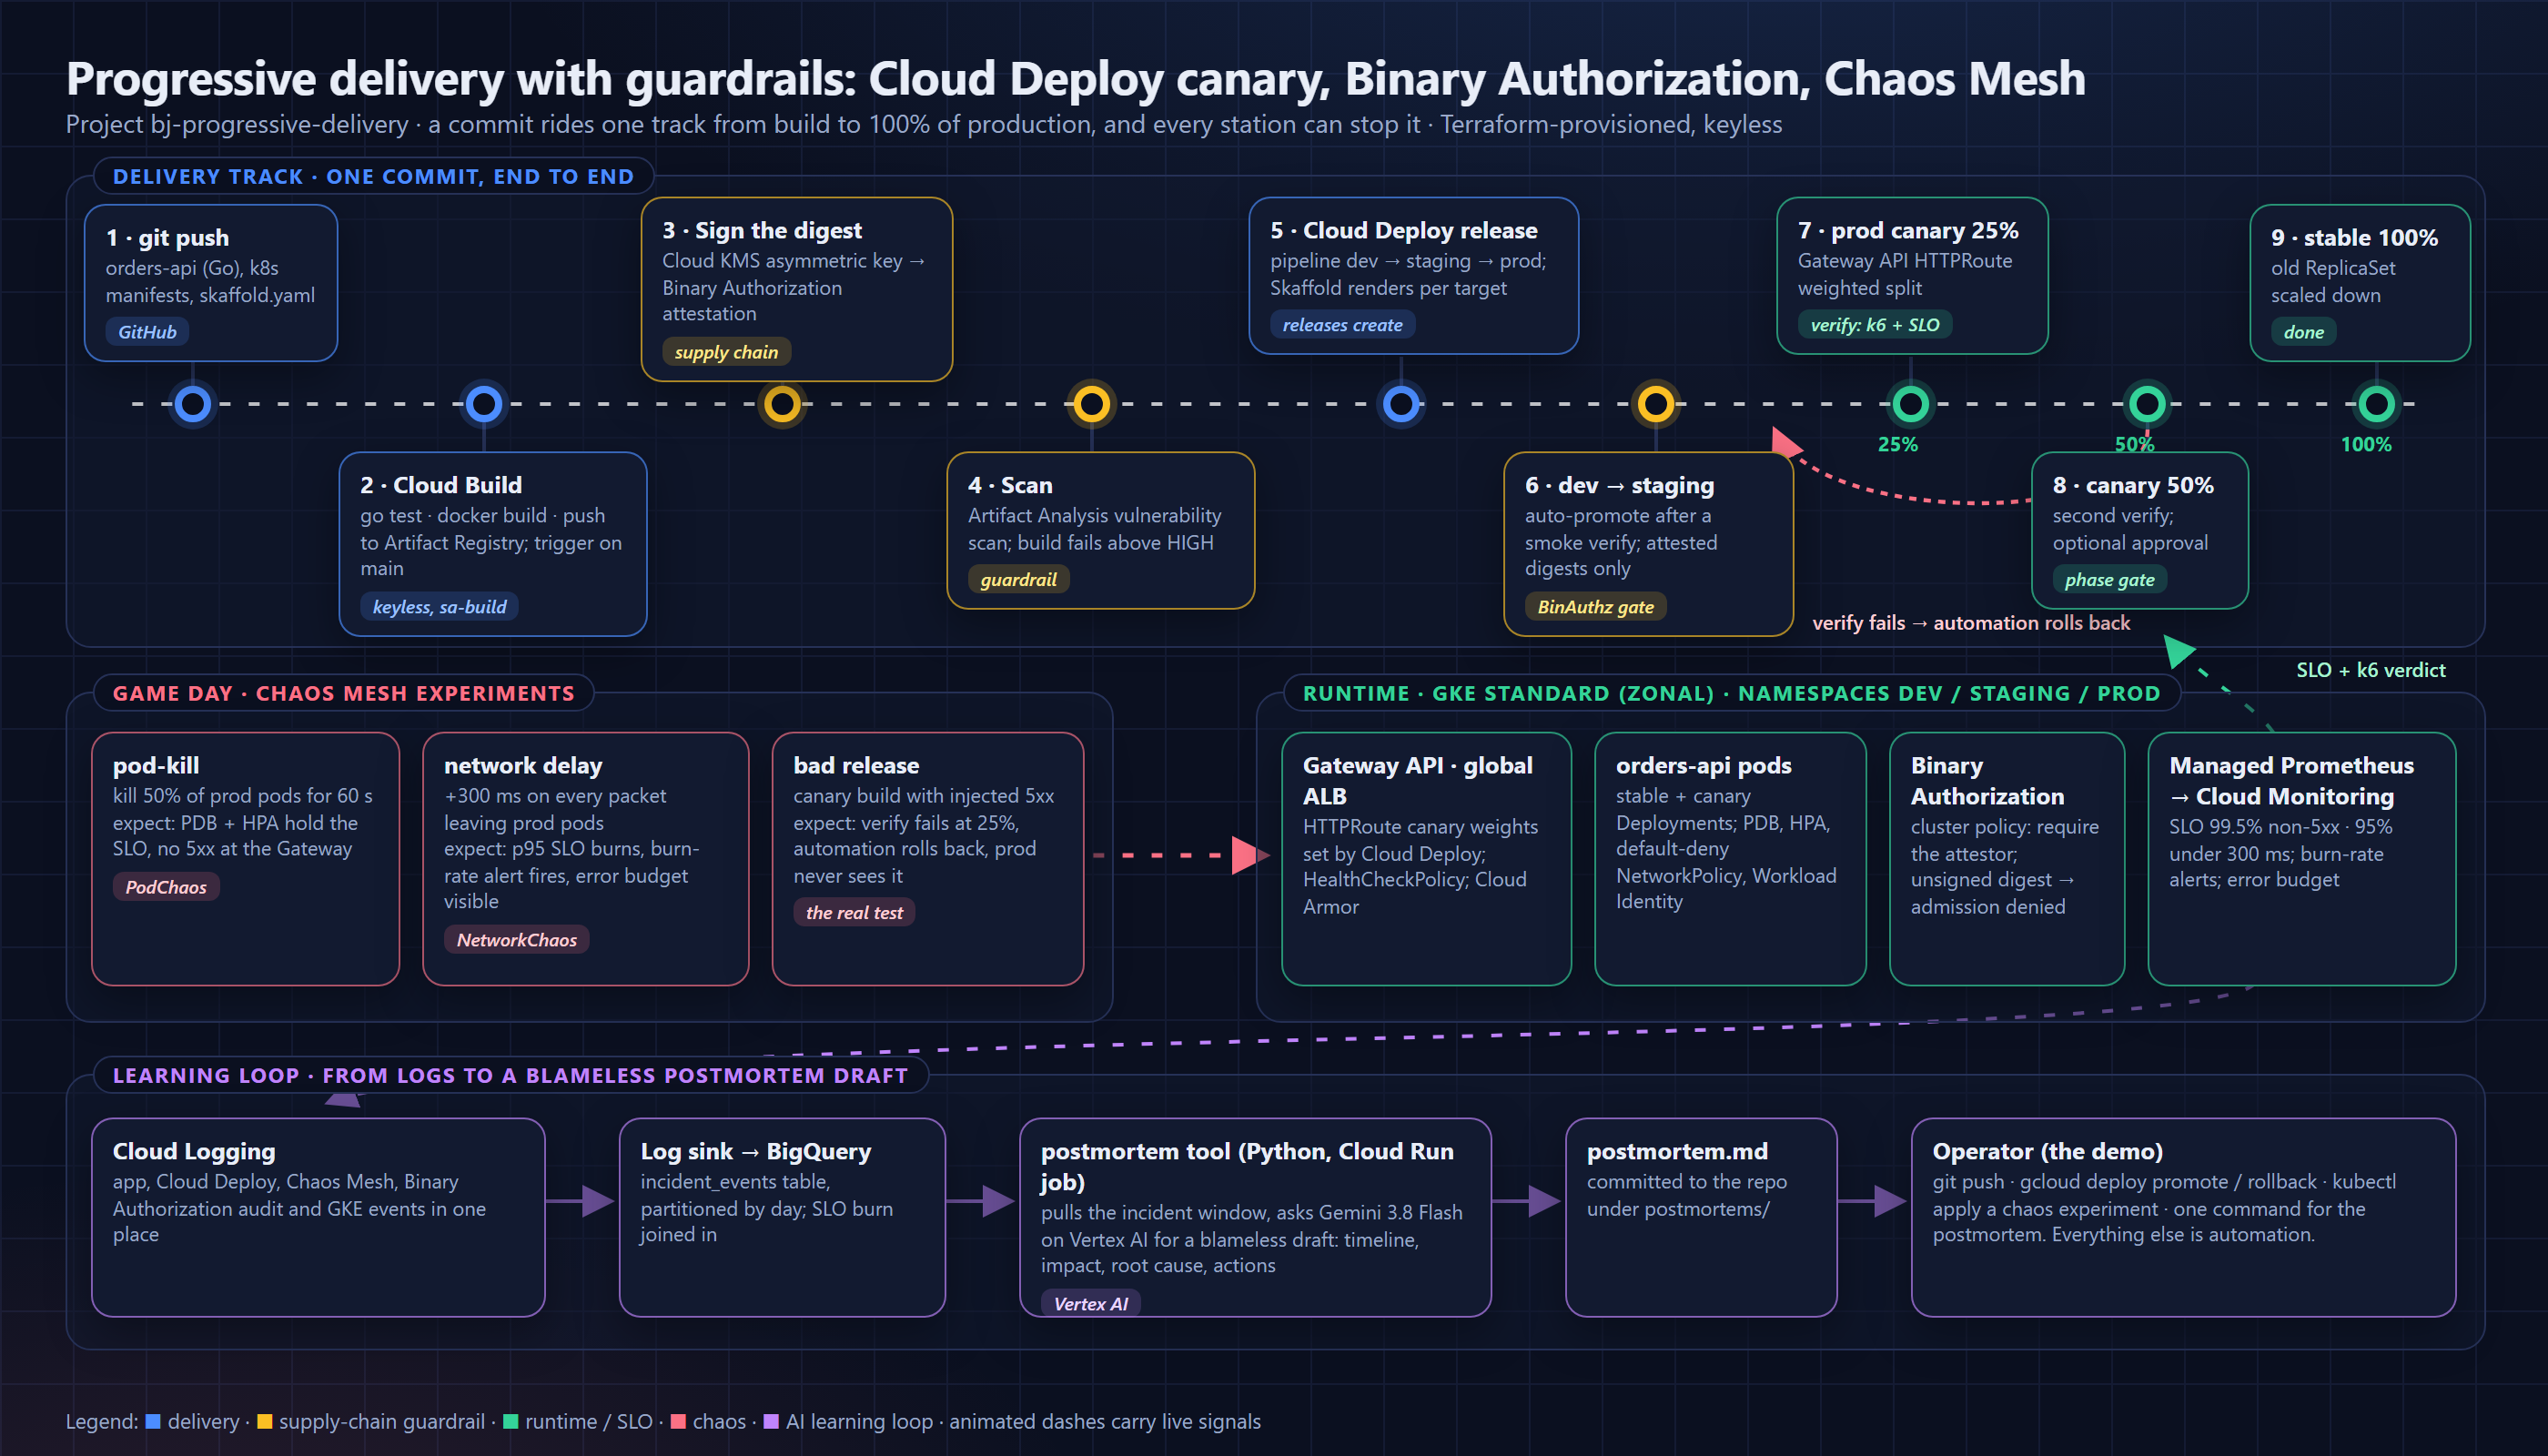 Progressive delivery with guardrails: Cloud Deploy canary, Binary Authorization, Chaos Mesh
Project bj-progressive-delivery · a commit rides one track from build to 100% of production, and every station can stop it · Terraform-provisioned, keyless
DELIVERY TRACK · ONE COMMIT, END TO END
1 · git push
orders-api (Go), k8s
manifests, skaffold.yaml
GitHub
3 · Sign the digest
Cloud KMS asymmetric key →
Binary Authorization
attestation
supply chain
5 · Cloud Deploy release
pipeline dev → staging → prod;
Skaffold renders per target
releases create
7 · prod canary 25%
Gateway API HTTPRoute
weighted split
verify: k6 + SLO
9 · stable 100%
old ReplicaSet
scaled down
done
25%
50%
100%
2 · Cloud Build
go test · docker build · push
to Artifact Registry; trigger on
main
keyless, sa-build
4 · Scan
Artifact Analysis vulnerability
scan; build fails above HIGH
guardrail
6 · dev → staging
auto-promote after a
smoke verify; attested
digests only
BinAuthz gate
8 · canary 50%
second verify;
optional approval
phase gate
verify fails → automation rolls back
SLO + k6 verdict
GAME DAY · CHAOS MESH EXPERIMENTS
pod-kill
kill 50% of prod pods for 60 s
expect: PDB + HPA hold the
SLO, no 5xx at the Gateway
PodChaos
network delay
+300 ms on every packet
leaving prod pods
expect: p95 SLO burns, burn-
rate alert fires, error budget
visible
NetworkChaos
bad release
canary build with injected 5xx
expect: verify fails at 25%,
automation rolls back, prod
never sees it
the real test
RUNTIME · GKE STANDARD (ZONAL) · NAMESPACES DEV / STAGING / PROD
Gateway API · global
ALB
HTTPRoute canary weights
set by Cloud Deploy;
HealthCheckPolicy; Cloud
Armor
orders-api pods
stable + canary
Deployments; PDB, HPA,
default-deny
NetworkPolicy, Workload
Identity
Binary
Authorization
cluster policy: require
the attestor;
unsigned digest →
admission denied
Managed Prometheus
→ Cloud Monitoring
SLO 99.5% non-5xx · 95%
under 300 ms; burn-rate
alerts; error budget
LEARNING LOOP · FROM LOGS TO A BLAMELESS POSTMORTEM DRAFT
Cloud Logging
app, Cloud Deploy, Chaos Mesh, Binary
Authorization audit and GKE events in one
place
Log sink → BigQuery
incident_events table,
partitioned by day; SLO burn
joined in
postmortem tool (Python, Cloud Run
job)
pulls the incident window, asks Gemini 3.8 Flash
on Vertex AI for a blameless draft: timeline,
impact, root cause, actions
Vertex AI
postmortem.md
committed to the repo
under postmortems/
Operator (the demo)
git push · gcloud deploy promote / rollback · kubectl
apply a chaos experiment · one command for the
postmortem. Everything else is automation.
Legend: delivery · supply-chain guardrail · runtime / SLO · chaos · AI learning loop · animated dashes carry live signals